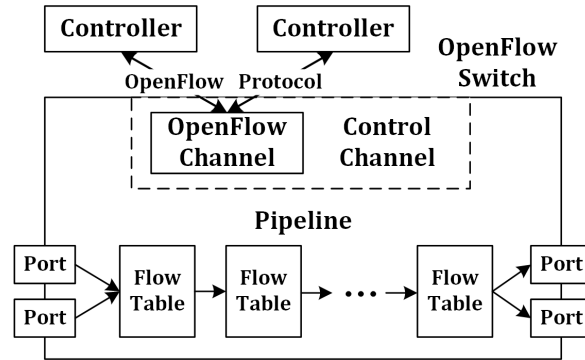 Controller
Controller
OpenFlow
Switch
OpenFlow Protocol
OpenFlow
Channel
Control
Channel
Pipeline
Port
Port
Flow
Table
Flow
Table
...
Flow
Table
Port
Port